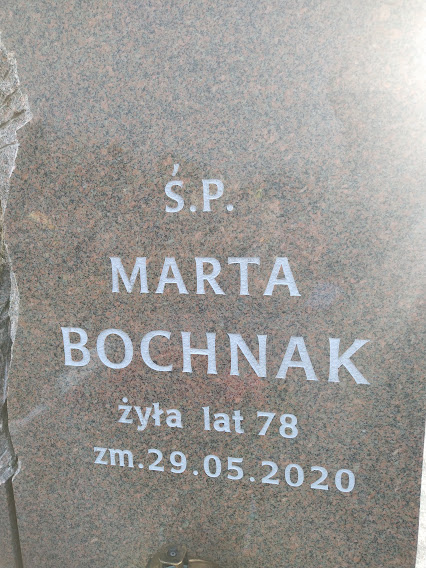 Ś.P.
MARTA
BOCHNAK
żyła lat 78
zm.29.05.2020